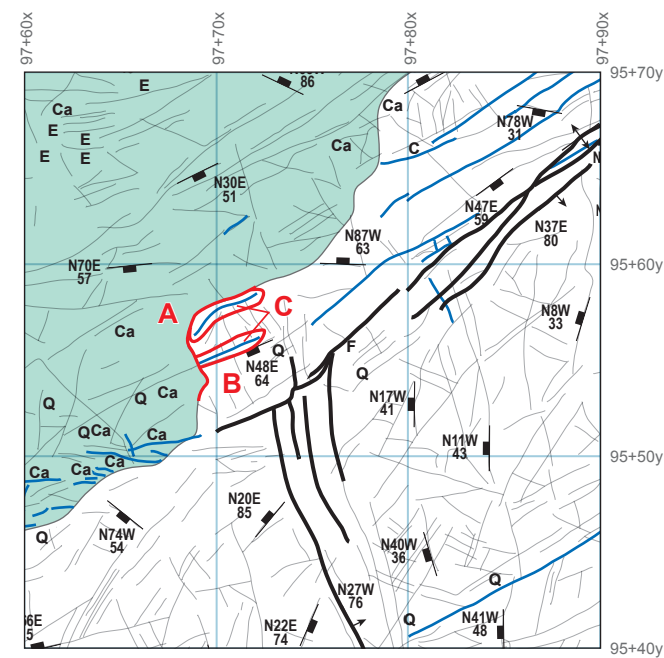 97+60x
97+70x
97+80x
97+90x
95+70y
86
E
Ca
Ca
E
E
E
E
Ca
C
N78W
31
N30E
51
N47E
59
N37E
80
N87W
63
N70E
57
95+60y
A
C
N8W
33
Ca
Q
F
N48E
64
B
Q
Q
Q
Ca
N17W
41
QCa
Ca
N11W
43
95+50y
Ca
Ca
Ca
N20E
85
N74W
54
Q
N40W
36
Q
N27W
76
Q
N22E
74
N41W
48
95+40y